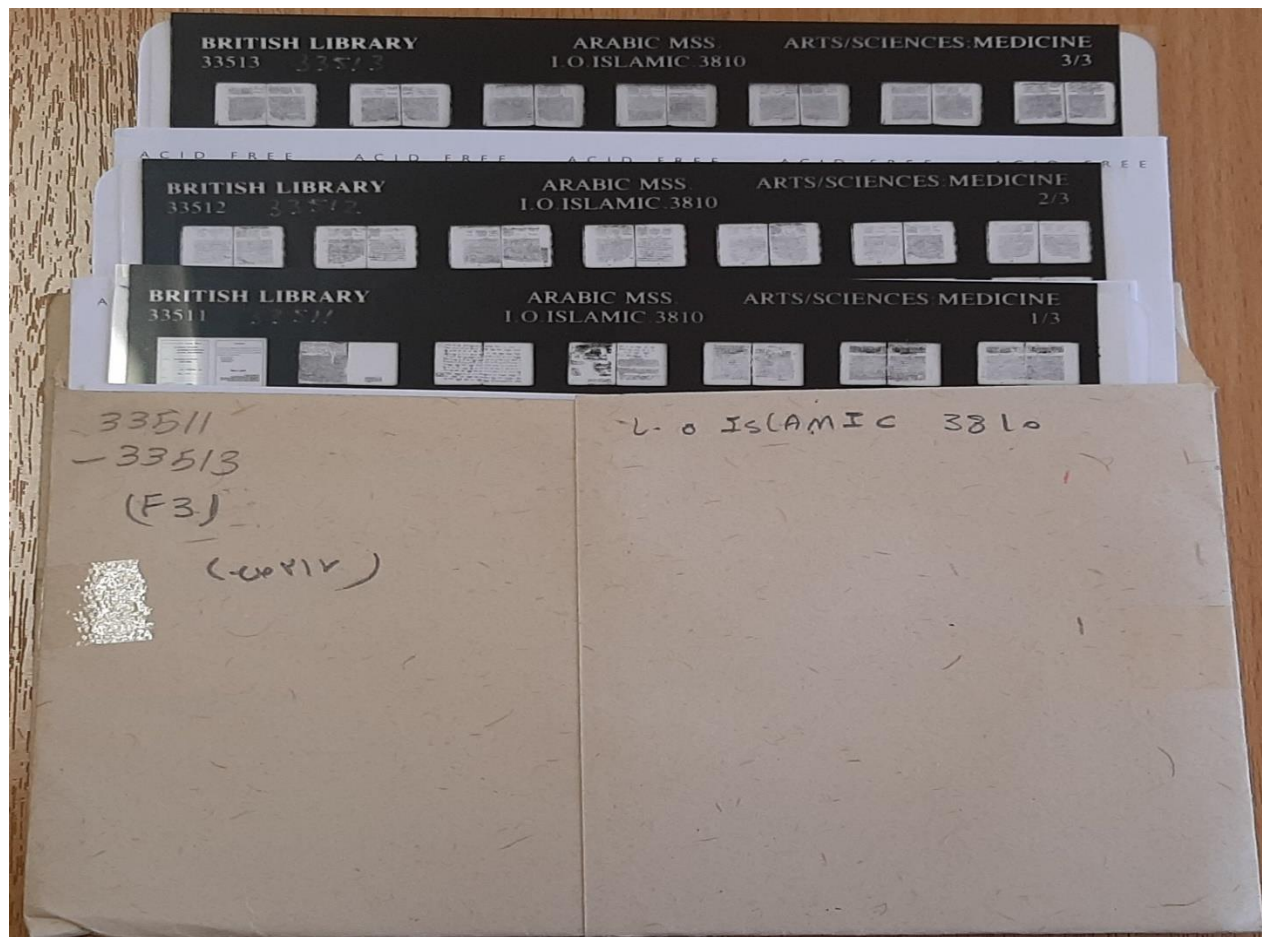 BRITISH LIBRARY ARABIC MSS. ARTS/SCIENCES:MEDICINE
33513 33513 I.O.ISLAMIC.3810 3/3
ACID FREE ACID FREE ACID FREE ACID FREE ACID FREE
BRITISH LIBRARY ARABIC MSS. ARTS/SCIENCES:MEDICINE
33512 33512 I.O.ISLAMIC.3810 2/3
A
BRITISH LIBRARY ARABIC MSS. ARTS/SCIENCES:MEDICINE
33511 33511 I.O.ISLAMIC.3810 1/3
33511
I.O ISLAMIC 3810
- 33513
(F3)